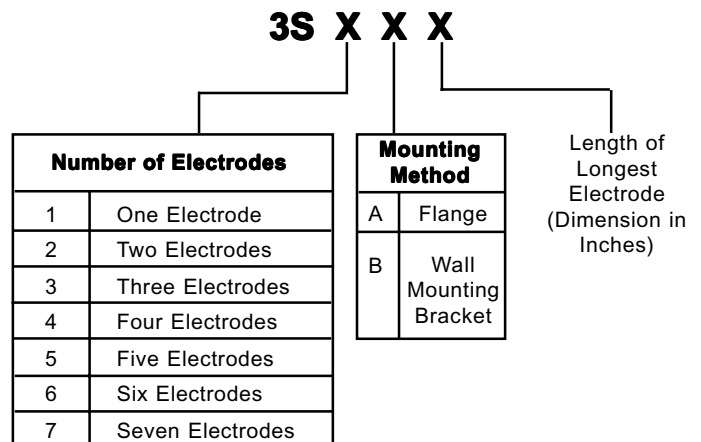 3S X X X
Number of Electrodes
1 One Electrode
2 Two Electrodes
3 Three Electrodes
4 Four Electrodes
5 Five Electrodes
6 Six Electrodes
7 Seven Electrodes
Mounting
Method
A Flange
B Wall
Mounting
Bracket
Length of
Longest
Electrode
(Dimension in
Inches)